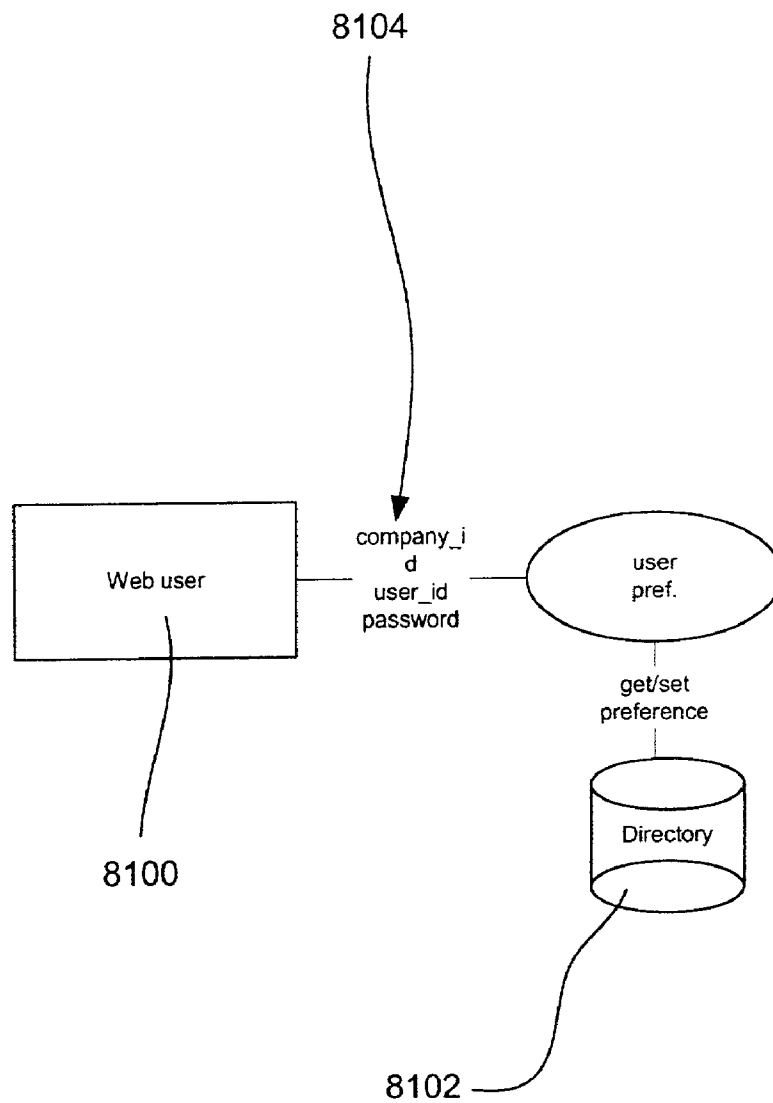 8104
company_i
d
user_id
password
Web user
user
pref.
get/set
preference
Directory
8100
8102